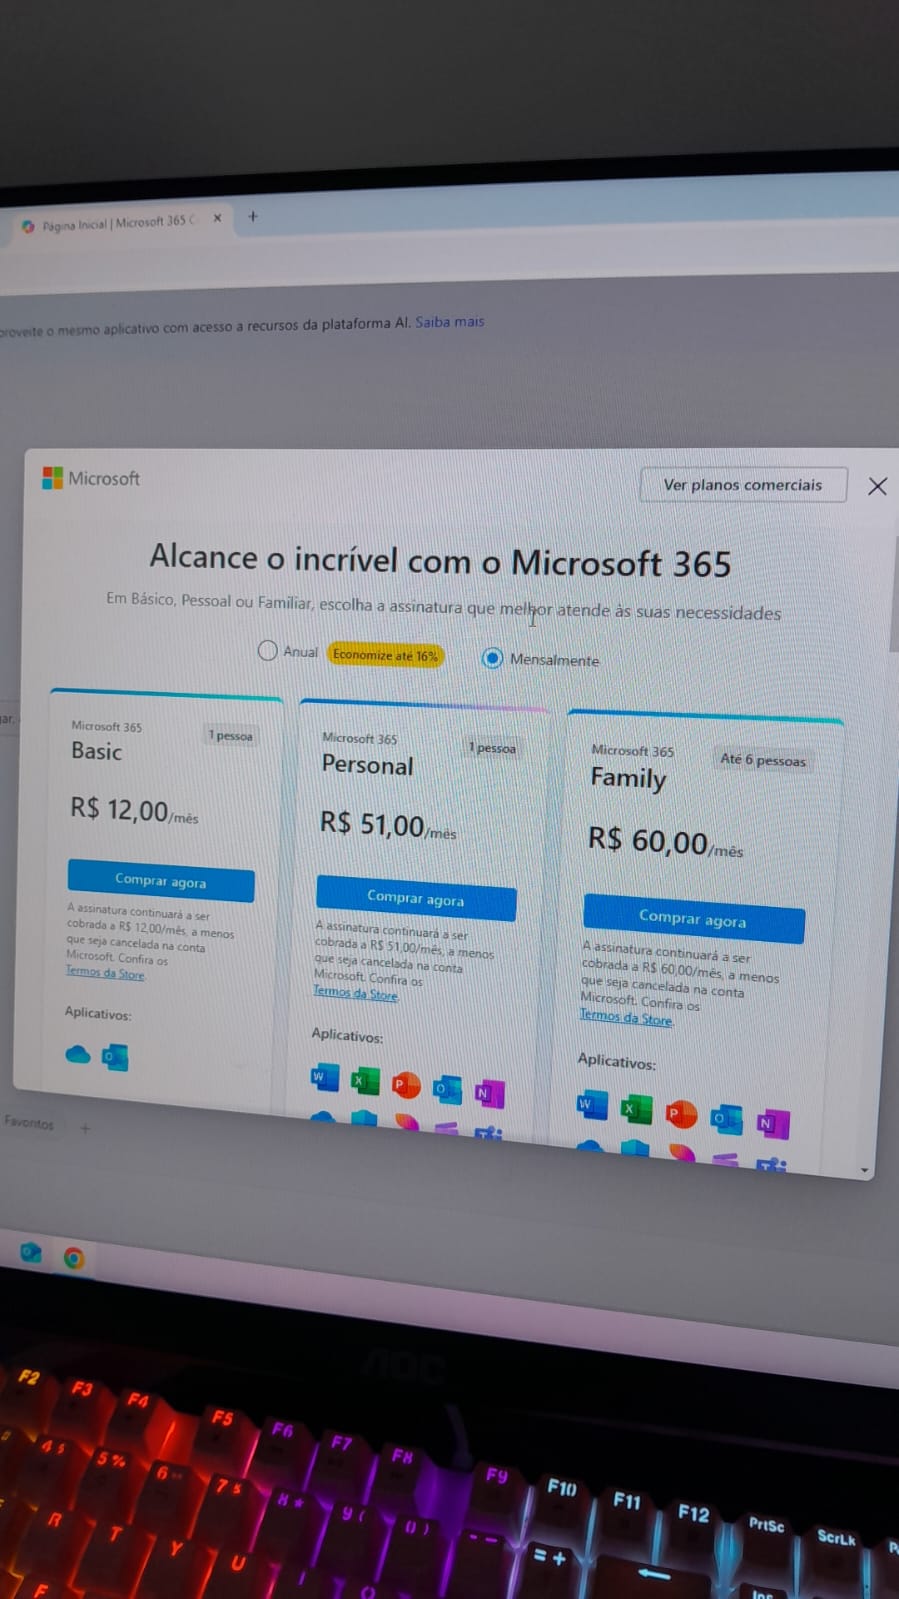 Página Inicial | Microsoft 365 C
proveite o mesmo aplicativo com acesso a recursos da plataforma AI. Saiba mais
Microsoft
Ver planos comerciais
Alcance o incrível com o Microsoft 365
Em Básico, Pessoal ou Familiar, escolha a assinatura que melhor atende às suas necessidades
Anual
Economize até 16%
Mensalmente
Microsoft 365
1 pessoa
Basic
R$ 12,00/mês
Comprar agora
A assinatura continuará a ser
cobrada a R$ 12,00/mês, a menos
que seja cancelada na conta
Microsoft. Confira os
Termos da Store.
Aplicativos:
Microsoft 365
1 pessoa
Personal
R$ 51,00/mês
Comprar agora
A assinatura continuará a ser
cobrada a R$ 51,00/mês, a menos
que seja cancelada na conta
Microsoft. Confira os
Termos da Store.
Aplicativos:
W X P O N
Microsoft 365
Até 6 pessoas
Family
R$ 60,00/mês
Comprar agora
A assinatura continuará a ser
cobrada a R$ 60,00/mês, a menos
que seja cancelada na conta
Microsoft. Confira os
Termos da Store.
Aplicativos:
W X P O N
Favoritos
AOC
F2 F3 F4 F5 F6 F7 F8 F9 F10 F11 F12 PrtSc ScrLk
4 $ 5 % 6 7 8 * 9 ( 0 ) - = + Ins
R T Y U I O
F